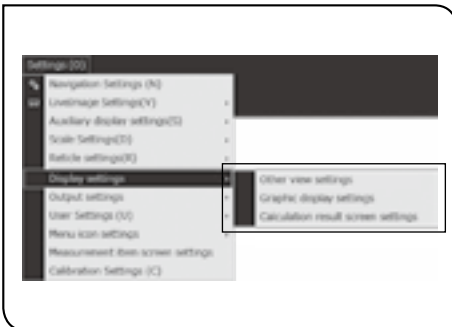 Settings (O)
Navigation Settings (N)
Liveimage Settings(V)
Auxiliary display settings(S)
Scale Settings(D)
Reticle settings(R)
Display settings
Other view settings
Output settings
Graphic display settings
User Settings (U)
Calculation result screen settings
Menu icon settings
Measurement item screen settings
Calibration Settings (C)